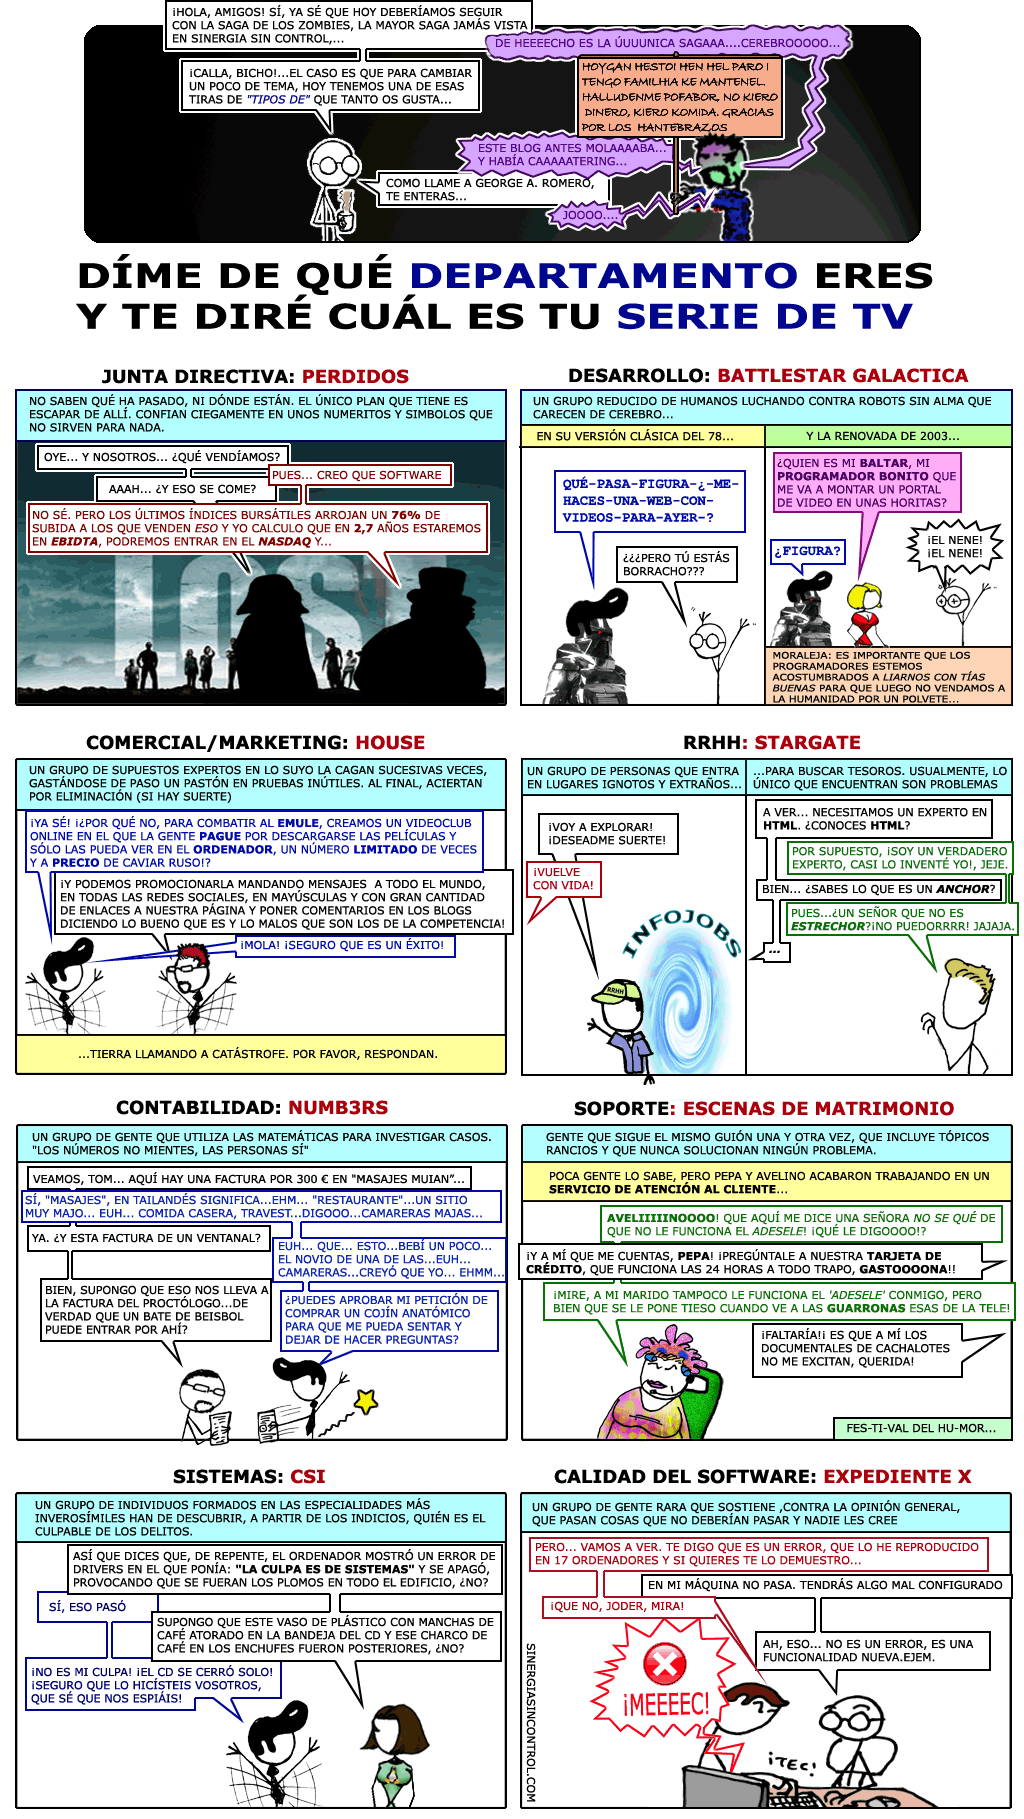 ¡HOLA, AMIGOS! SÍ, YA SÉ QUE HOY DEBERÍAMOS SEGUIR
CON LA SAGA DE LOS ZOMBIES, LA MAYOR SAGA JAMÁS VISTA
EN SINERGIA SIN CONTROL,...
DE HEEEECHO ES LA ÚUUUNICA SAGAAA....CEREBROOOOO...
¡CALLA, BICHO!...EL CASO ES QUE PARA CAMBIAR
UN POCO DE TEMA, HOY TENEMOS UNA DE ESAS
TIRAS DE "TIPOS DE" QUE TANTO OS GUSTA...
HOYGAN HESTOI HEN HEL PARO I
TENGO FAMILHIA KE MANTENEL.
HALLUDENME POFABOR, NO KIERO
DINERO, KIERO KOMIDA. GRACIAS
POR LOS HANTEBRAZOS
ESTE BLOG ANTES MOLAAAABA...
Y HABÍA CAAAAATERING...
COMO LLAME A GEORGE A. ROMERO,
TE ENTERAS...
JOOOO....
DÍME DE QUÉ DEPARTAMENTO ERES
Y TE DIRÉ CUÁL ES TU SERIE DE TV
JUNTA DIRECTIVA: PERDIDOS
NO SABEN QUÉ HA PASADO, NI DÓNDE ESTÁN. EL ÚNICO PLAN QUE TIENE ES
ESCAPAR DE ALLÍ. CONFIAN CIEGAMENTE EN UNOS NUMERITOS Y SIMBOLOS QUE
NO SIRVEN PARA NADA.
OYE... Y NOSOTROS... ¿QUÉ VENDÍAMOS?
PUES... CREO QUE SOFTWARE
AAAH... ¿Y ESO SE COME?
NO SÉ. PERO LOS ÚLTIMOS ÍNDICES BURSÁTILES ARROJAN UN 76% DE
SUBIDA A LOS QUE VENDEN ESO Y YO CALCULO QUE EN 2,7 AÑOS ESTAREMOS
EN EBIDTA, PODREMOS ENTRAR EN EL NASDAQ Y...
LOST
DESARROLLO: BATTLESTAR GALACTICA
UN GRUPO REDUCIDO DE HUMANOS LUCHANDO CONTRA ROBOTS SIN ALMA QUE
CARECEN DE CEREBRO...
EN SU VERSIÓN CLÁSICA DEL 78...
QUÉ-PASA-FIGURA-¿-ME-
HACES-UNA-WEB-CON-
VIDEOS-PARA-AYER-?
¿¿¿PERO TÚ ESTÁS
BORRACHO???
Y LA RENOVADA DE 2003...
¿QUIEN ES MI BALTAR, MI
PROGRAMADOR BONITO QUE
ME VA A MONTAR UN PORTAL
DE VIDEO EN UNAS HORITAS?
¡EL NENE!
¡EL NENE!
¿FIGURA?
MORALEJA: ES IMPORTANTE QUE LOS
PROGRAMADORES ESTEMOS
ACOSTUMBRADOS A LIARNOS CON TÍAS
BUENAS PARA QUE LUEGO NO VENDAMOS A
LA HUMANIDAD POR UN POLVETE...
COMERCIAL/MARKETING: HOUSE
UN GRUPO DE SUPUESTOS EXPERTOS EN LO SUYO LA CAGAN SUCESIVAS VECES,
GASTÁNDOSE DE PASO UN PASTÓN EN PRUEBAS INÚTILES. AL FINAL, ACIERTAN
POR ELIMINACIÓN (SI HAY SUERTE)
¡YA SÉ! ¡¿POR QUÉ NO, PARA COMBATIR AL EMULE, CREAMOS UN VIDEOCLUB
ONLINE EN EL QUE LA GENTE PAGUE POR DESCARGARSE LAS PELÍCULAS Y
SÓLO LAS PUEDA VER EN EL ORDENADOR, UN NÚMERO LIMITADO DE VECES
Y A PRECIO DE CAVIAR RUSO!?
¡Y PODEMOS PROMOCIONARLA MANDANDO MENSAJES A TODO EL MUNDO,
EN TODAS LAS REDES SOCIALES, EN MAYÚSCULAS Y CON GRAN CANTIDAD
DE ENLACES A NUESTRA PÁGINA Y PONER COMENTARIOS EN LOS BLOGS
DICIENDO LO BUENO QUE ES Y LO MALOS QUE SON LOS DE LA COMPETENCIA!
¡MOLA! ¡SEGURO QUE ES UN ÉXITO!
...TIERRA LLAMANDO A CATÁSTROFE. POR FAVOR, RESPONDAN.
RRHH: STARGATE
UN GRUPO DE PERSONAS QUE ENTRA
EN LUGARES IGNOTOS Y EXTRAÑOS...
¡VOY A EXPLORAR!
¡DESEADME SUERTE!
¡VUELVE
CON VIDA!
INFOJOBS
RRHH
...PARA BUSCAR TESOROS. USUALMENTE, LO
ÚNICO QUE ENCUENTRAN SON PROBLEMAS
A VER... NECESITAMOS UN EXPERTO EN
HTML. ¿CONOCES HTML?
POR SUPUESTO, ¡SOY UN VERDADERO
EXPERTO, CASI LO INVENTÉ YO!, JEJE.
BIEN... ¿SABES LO QUE ES UN ANCHOR?
PUES...¿UN SEÑOR QUE NO ES
ESTRECHOR?¡NO PUEDORRRR! JAJAJA.
...
CONTABILIDAD: NUMB3RS
UN GRUPO DE GENTE QUE UTILIZA LAS MATEMÁTICAS PARA INVESTIGAR CASOS.
"LOS NÚMEROS NO MIENTES, LAS PERSONAS SÍ"
VEAMOS, TOM... AQUÍ HAY UNA FACTURA POR 300 € EN "MASAJES MUIAN"...
SÍ, "MASAJES", EN TAILANDÉS SIGNIFICA...EHM... "RESTAURANTE"...UN SITIO
MUY MAJO... EUH... COMIDA CASERA, TRAVEST...DIGOOO...CAMARERAS MAJAS...
YA. ¿Y ESTA FACTURA DE UN VENTANAL?
EUH... QUE... ESTO...BEBÍ UN POCO...
EL NOVIO DE UNA DE LAS...EUH...
CAMARERAS...CREYÓ QUE YO... EHMM...
BIEN, SUPONGO QUE ESO NOS LLEVA A
LA FACTURA DEL PROCTÓLOGO...DE
VERDAD QUE UN BATE DE BEISBOL
PUEDE ENTRAR POR AHÍ?
¿PUEDES APROBAR MI PETICIÓN DE
COMPRAR UN COJÍN ANATÓMICO
PARA QUE ME PUEDA SENTAR Y
DEJAR DE HACER PREGUNTAS?
SOPORTE: ESCENAS DE MATRIMONIO
GENTE QUE SIGUE EL MISMO GUIÓN UNA Y OTRA VEZ, QUE INCLUYE TÓPICOS
RANCIOS Y QUE NUNCA SOLUCIONAN NINGÚN PROBLEMA.
POCA GENTE LO SABE, PERO PEPA Y AVELINO ACABARON TRABAJANDO EN UN
SERVICIO DE ATENCIÓN AL CLIENTE...
AVELIIIIINOOOO! QUE AQUÍ ME DICE UNA SEÑORA NO SE QUÉ DE
QUE NO LE FUNCIONA EL ADESELE! ¡QUÉ LE DIGOOOO!?
¡Y A MÍ QUE ME CUENTAS, PEPA! ¡PREGÚNTALE A NUESTRA TARJETA DE
CRÉDITO, QUE FUNCIONA LAS 24 HORAS A TODO TRAPO, GASTOOOONA!!
¡MIRE, A MI MARIDO TAMPOCO LE FUNCIONA EL 'ADESELE' CONMIGO, PERO
BIEN QUE SE LE PONE TIESO CUANDO VE A LAS GUARRONAS ESAS DE LA TELE!
¡FALTARÍA!¡ ES QUE A MÍ LOS
DOCUMENTALES DE CACHALOTES
NO ME EXCITAN, QUERIDA!
FES-TI-VAL DEL HU-MOR...
SISTEMAS: CSI
UN GRUPO DE INDIVIDUOS FORMADOS EN LAS ESPECIALIDADES MÁS
INVEROSÍMILES HAN DE DESCUBRIR, A PARTIR DE LOS INDICIOS, QUIÉN ES EL
CULPABLE DE LOS DELITOS.
ASÍ QUE DICES QUE, DE REPENTE, EL ORDENADOR MOSTRÓ UN ERROR DE
DRIVERS EN EL QUE PONÍA: "LA CULPA ES DE SISTEMAS" Y SE APAGÓ,
PROVOCANDO QUE SE FUERAN LOS PLOMOS EN TODO EL EDIFICIO, ¿NO?
SÍ, ESO PASÓ
SUPONGO QUE ESTE VASO DE PLÁSTICO CON MANCHAS DE
CAFÉ ATORADO EN LA BANDEJA DEL CD Y ESE CHARCO DE
CAFÉ EN LOS ENCHUFES FUERON POSTERIORES, ¿NO?
¡NO ES MI CULPA! ¡EL CD SE CERRÓ SOLO!
¡SEGURO QUE LO HICÍSTEIS VOSOTROS,
QUE SÉ QUE NOS ESPIÁIS!
CALIDAD DEL SOFTWARE: EXPEDIENTE X
UN GRUPO DE GENTE RARA QUE SOSTIENE ,CONTRA LA OPINIÓN GENERAL,
QUE PASAN COSAS QUE NO DEBERÍAN PASAR Y NADIE LES CREE
PERO... VAMOS A VER. TE DIGO QUE ES UN ERROR, QUE LO HE REPRODUCIDO
EN 17 ORDENADORES Y SI QUIERES TE LO DEMUESTRO...
EN MI MÁQUINA NO PASA. TENDRÁS ALGO MAL CONFIGURADO
¡QUE NO, JODER, MIRA!
AH, ESO... NO ES UN ERROR, ES UNA
FUNCIONALIDAD NUEVA.EJEM.
¡MEEEEC!
¡TEC!
SINERGIASINCONTROL.COM